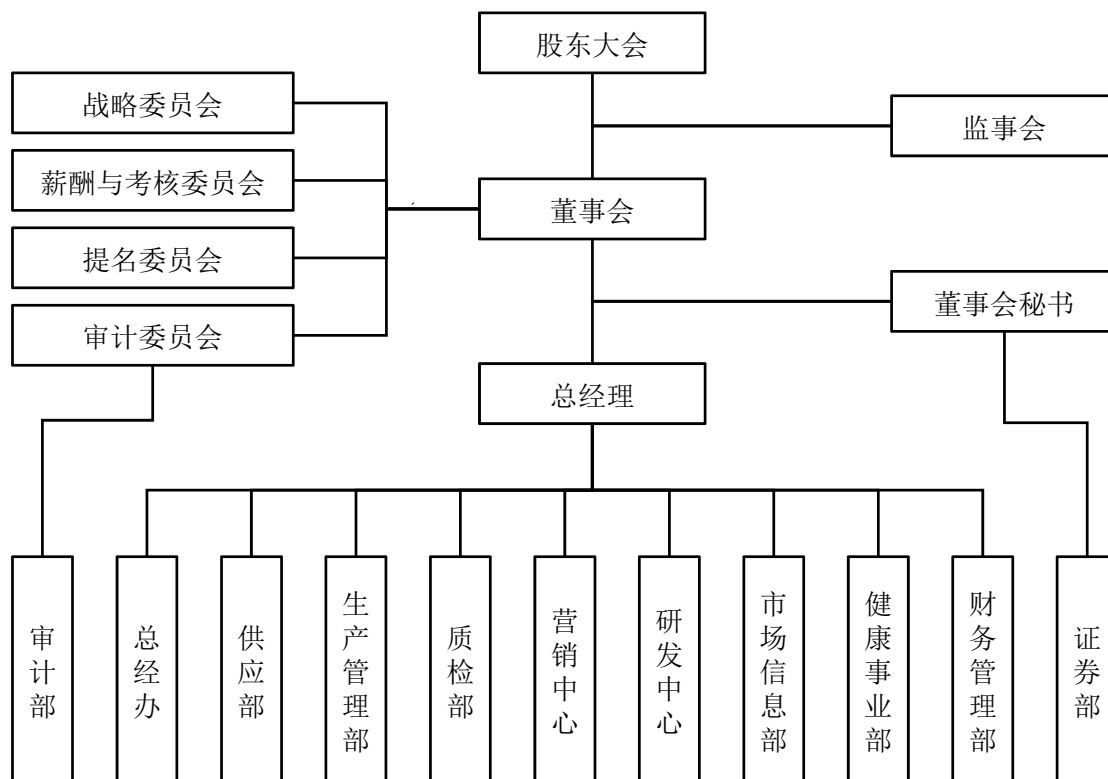 股东大会
战略委员会
监事会
薪酬与考核委员会
董事会
提名委员会
董事会秘书
审计委员会
总经理
审计部
总经办
供应部
生产管理部
质检部
营销中心
研发中心
市场信息部
健康事业部
财务管理部
证券部